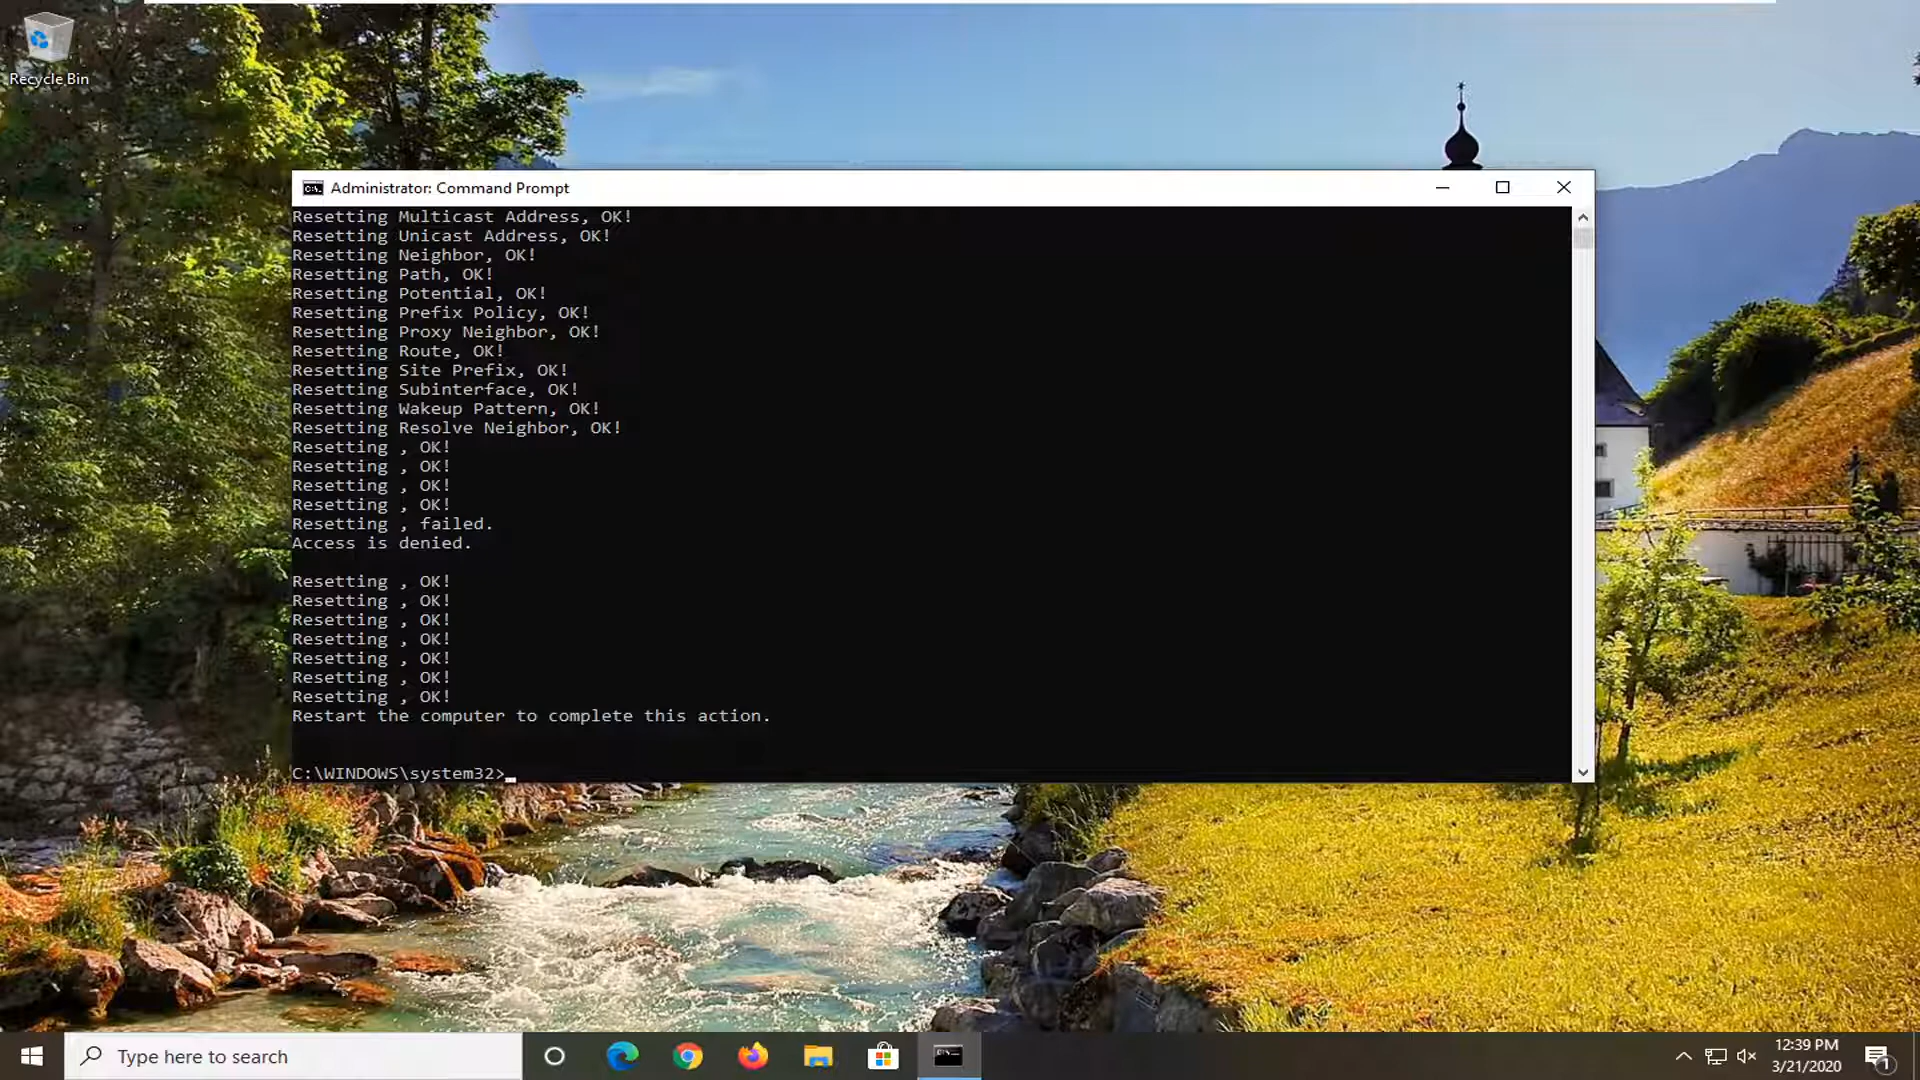 Recycle Bin
Administrator: Command Prompt
Resetting Multicast Address, OK!
Resetting Unicast Address, OK!
Resetting Neighbor, OK!
Resetting Path, OK!
Resetting Potential, OK!
Resetting Prefix Policy, OK!
Resetting Proxy Neighbor, OK!
Resetting Route, OK!
Resetting Site Prefix, OK!
Resetting Subinterface, OK!
Resetting Wakeup Pattern, OK!
Resetting Resolve Neighbor, OK!
Resetting , OK!
Resetting , OK!
Resetting , OK!
Resetting , OK!
Resetting , failed.
Access is denied.
Resetting , OK!
Resetting , OK!
Resetting , OK!
Resetting , OK!
Resetting , OK!
Resetting , OK!
Resetting , OK!
Restart the computer to complete this action.
C:\WINDOWS\system32>
Type here to search
12:39 PM
3/21/2020
1